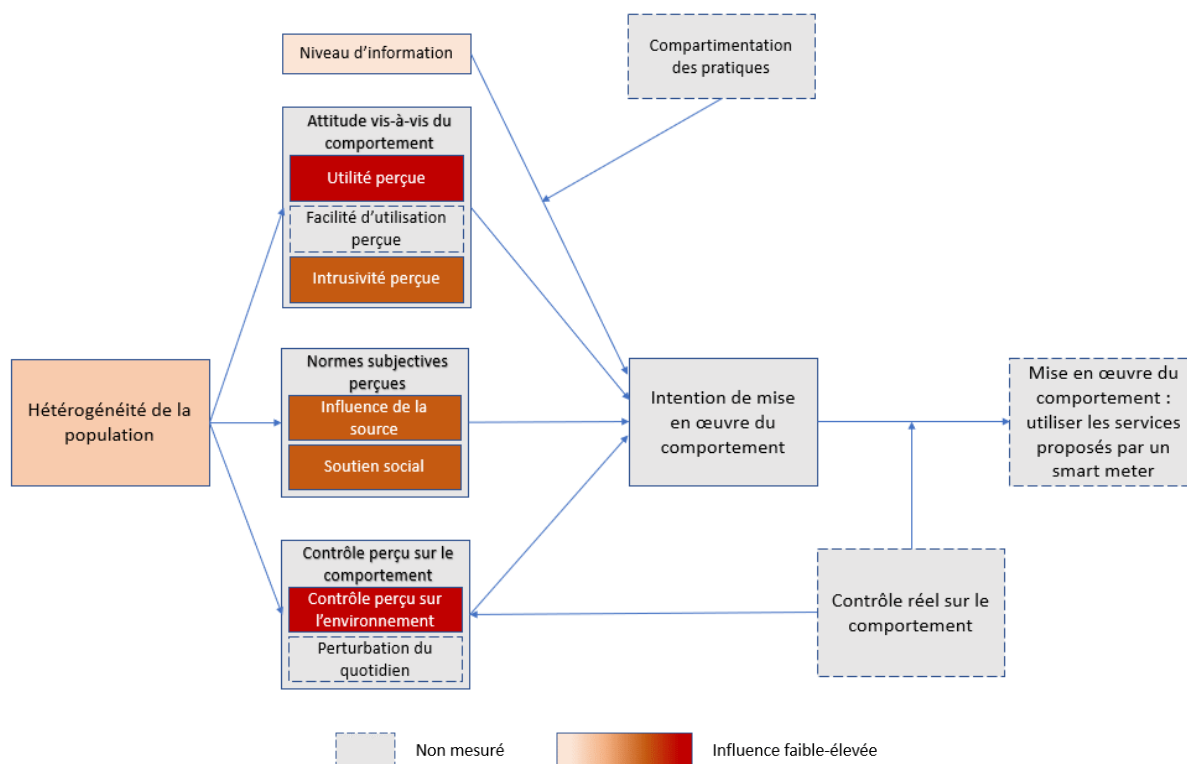 Niveau d'information
Compartimentation
des pratiques
Attitude vis-à-vis du
comportement
Utilité perçue
Facilité d'utilisation
perçue
Intrusivité perçue
Hétérogénéité de la
population
Normes subjectives
perçues
Influence de la
source
Soutien social
Intention de mise
en œuvre du
comportement
Mise en œuvre du
comportement :
utiliser les services
proposés par un
smart meter
Contrôle perçu sur le
comportement
Contrôle perçu sur
l'environnement
Perturbation du
quotidien
Contrôle réel sur le
comportement
Non mesuré
Influence faible-élevée